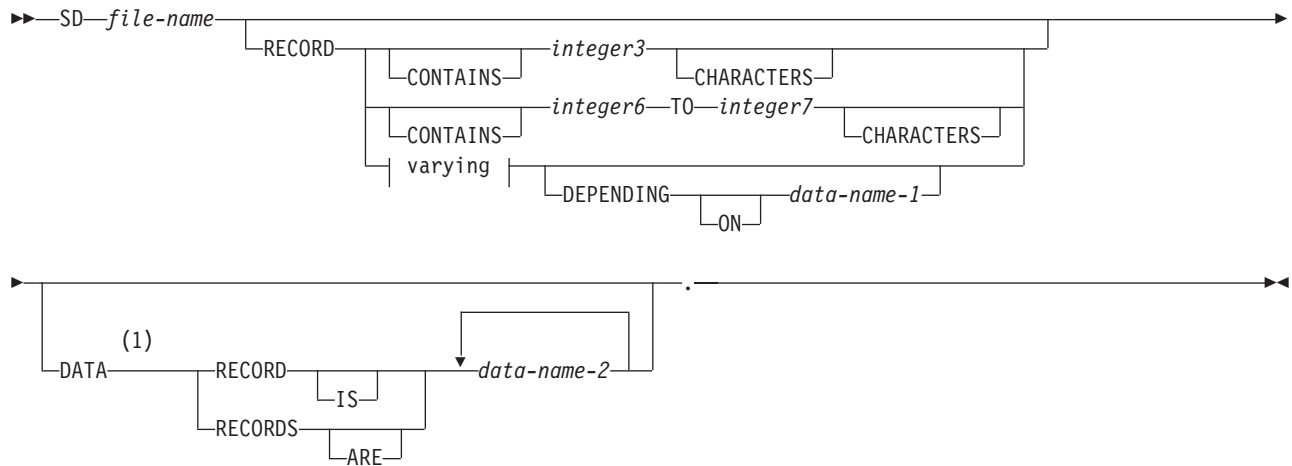 SD file-name
RECORD CONTAINS integer3 CHARACTERS
CONTAINS integer6 TO integer7 CHARACTERS
varying DEPENDING ON data-name-1
.
DATA (1) RECORD IS data-name-2
RECORDS ARE